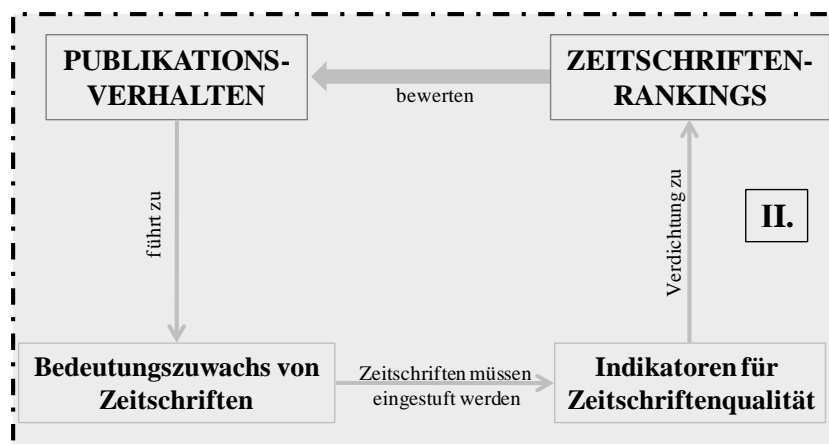 PUBLIKATIONS-
VERHALTEN
bewerten
ZEITSCHRIFTEN-
RANKINGS
führt zu
Verdichtung zu
II.
Bedeutungszuwachs von
Zeitschriften
Zeitschriften müssen
eingestuft werden
Indikatoren für
Zeitschriftenqualität